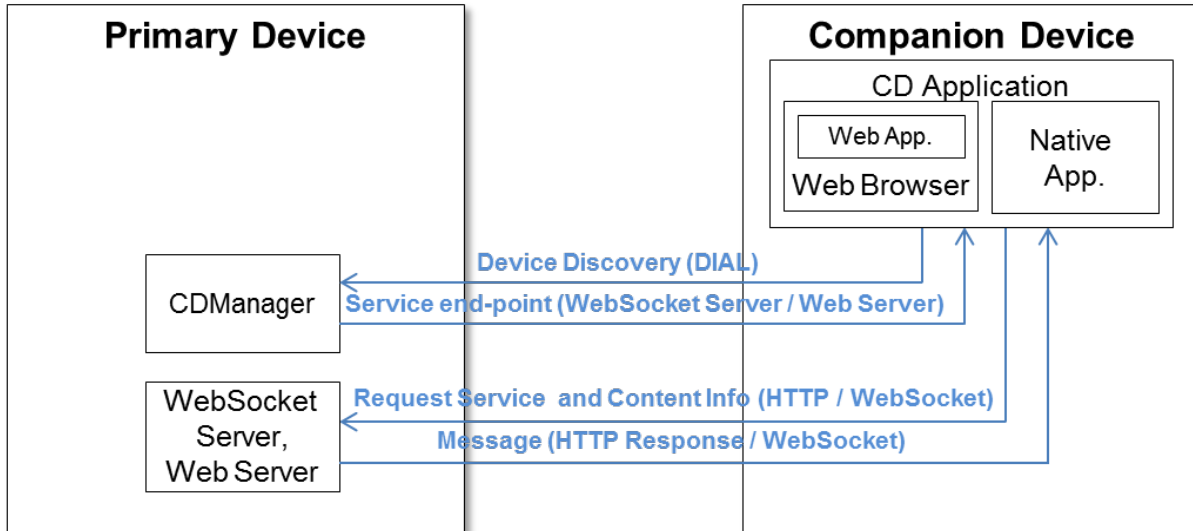 Primary Device
Companion Device
CD Application
Web App.
Web Browser
Native
App.
Device Discovery (DIAL)
CDManager
Service end-point (WebSocket Server / Web Server)
Request Service and Content Info (HTTP / WebSocket)
WebSocket
Server,
Web Server
Message (HTTP Response / WebSocket)